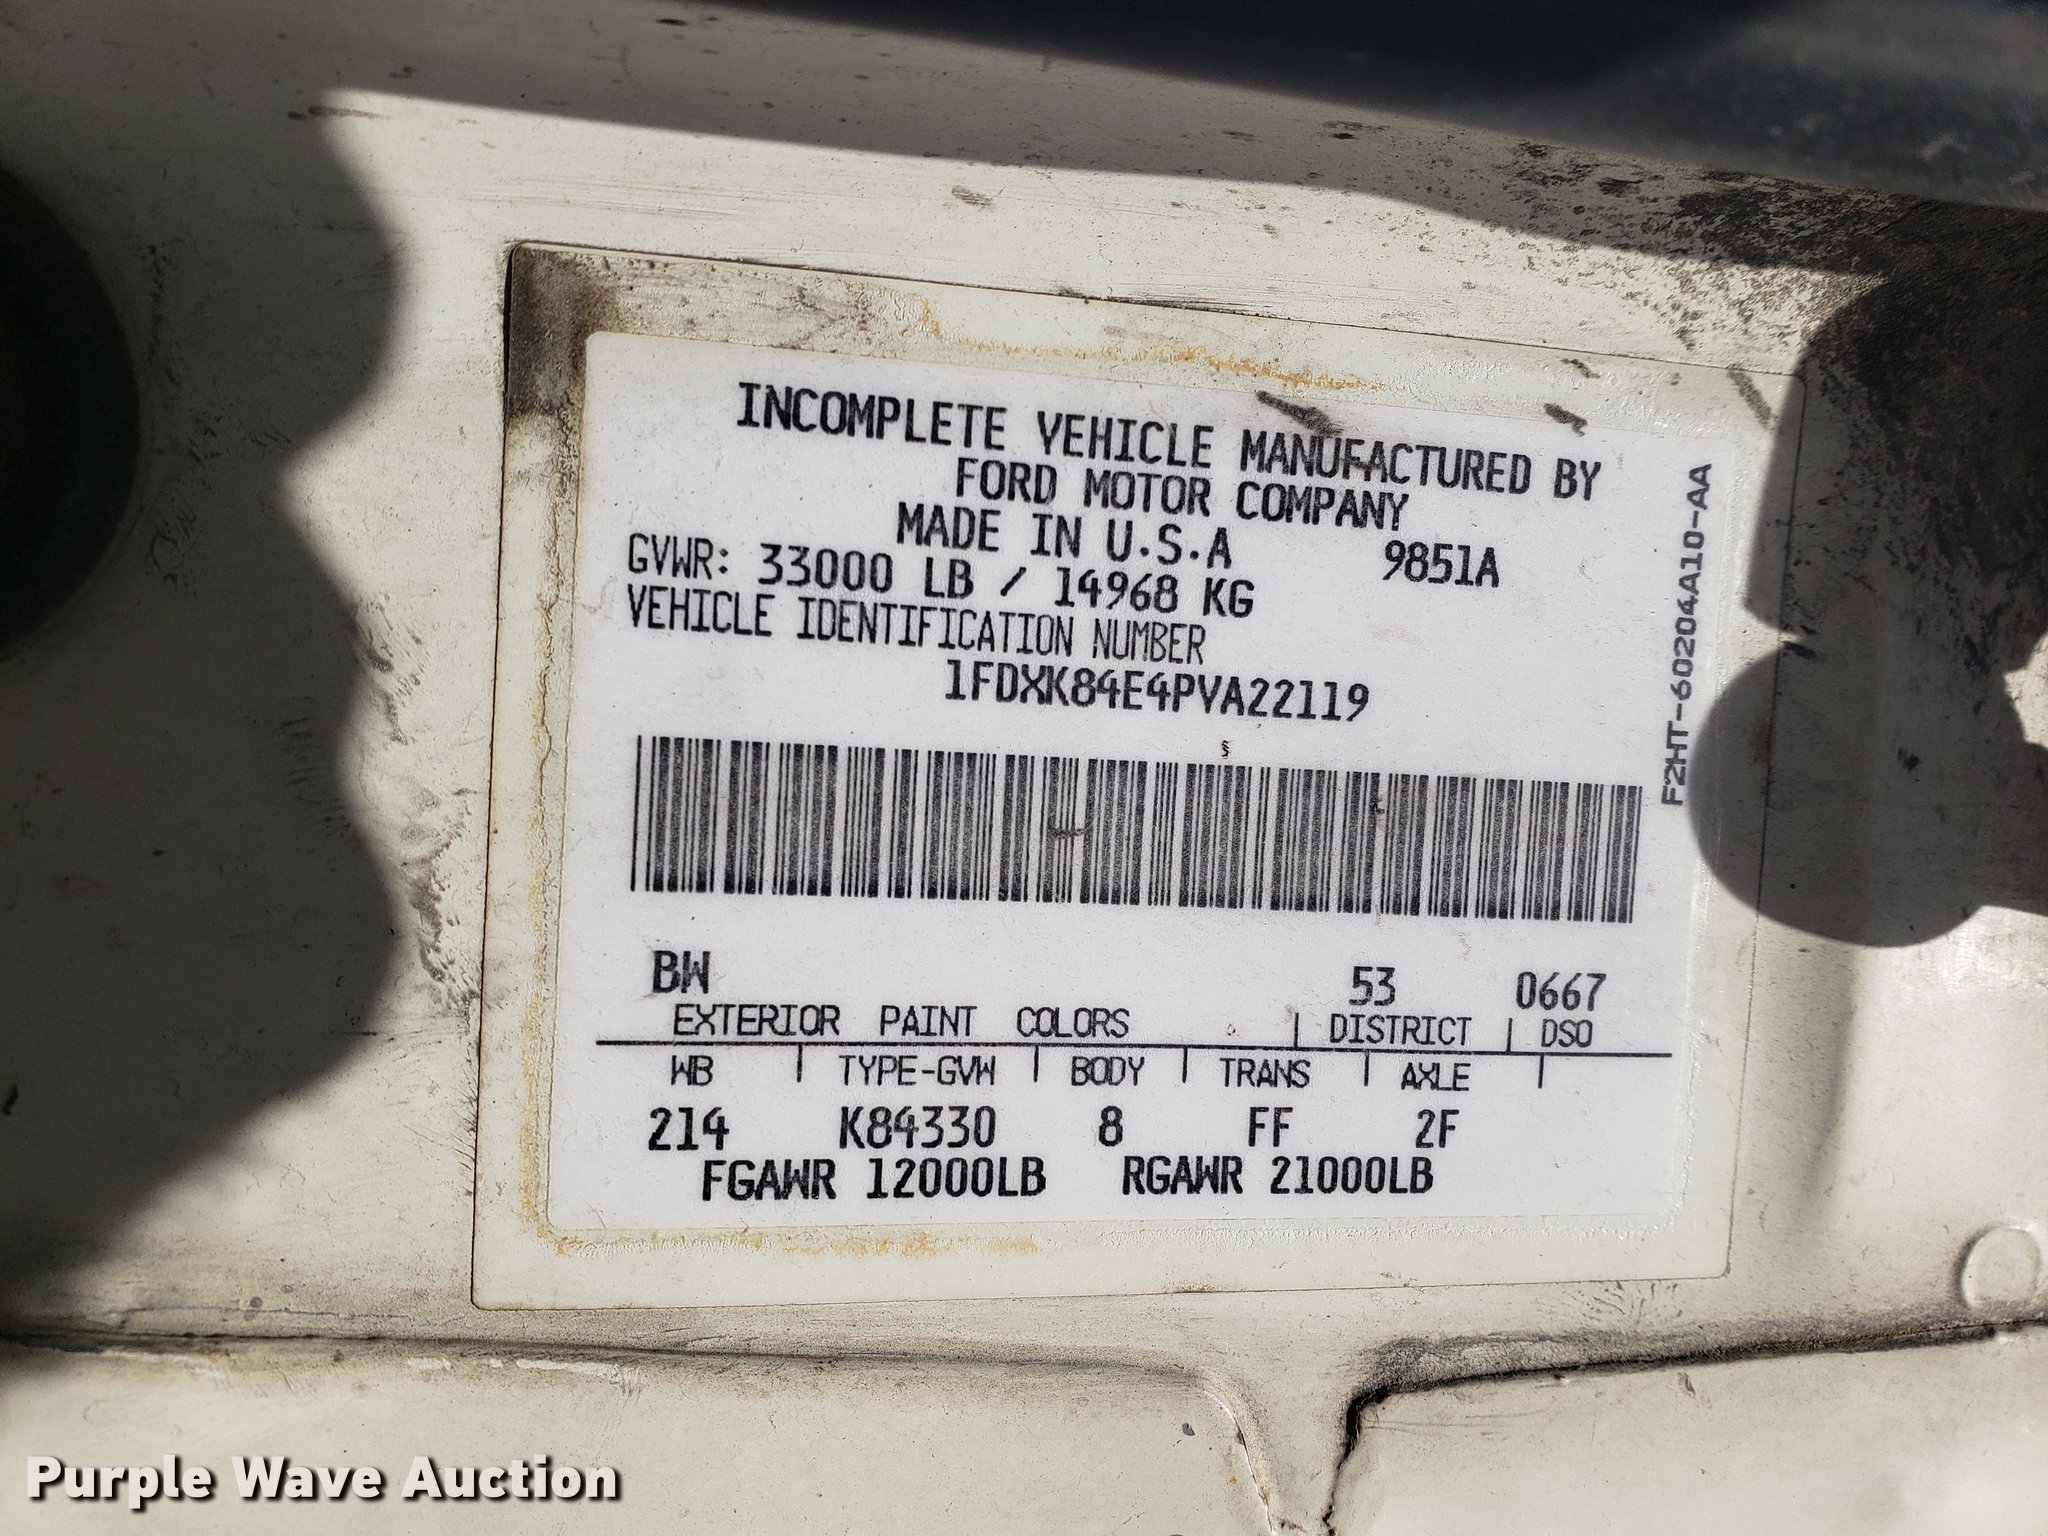 INCOMPLETE VEHICLE MANUFACTURED BY
FORD MOTOR COMPANY
MADE IN U.S.A
9851A
GVWR: 33000 LB / 14968 KG
VEHICLE IDENTIFICATION NUMBER
1FDXK84E4PVA22119
F2HT-60204A10-AA
BW 53 0667
EXTERIOR PAINT COLORS | DISTRICT | DSO
WB | TYPE-GVW | BODY | TRANS | AXLE |
214 K84330 8 FF 2F
FGAWR 12000LB RGAWR 21000LB
Purple Wave Auction